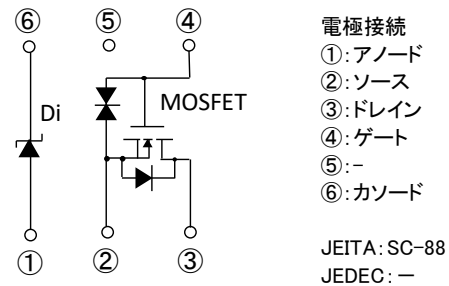 ⑥ ⑤ ④
Di
MOSFET
① ② ③
電極接続
①:アノード
②:ソース
③:ドレイン
④:ゲート
⑤:-
⑥:カソード
JEITA:SC-88
JEDEC:－